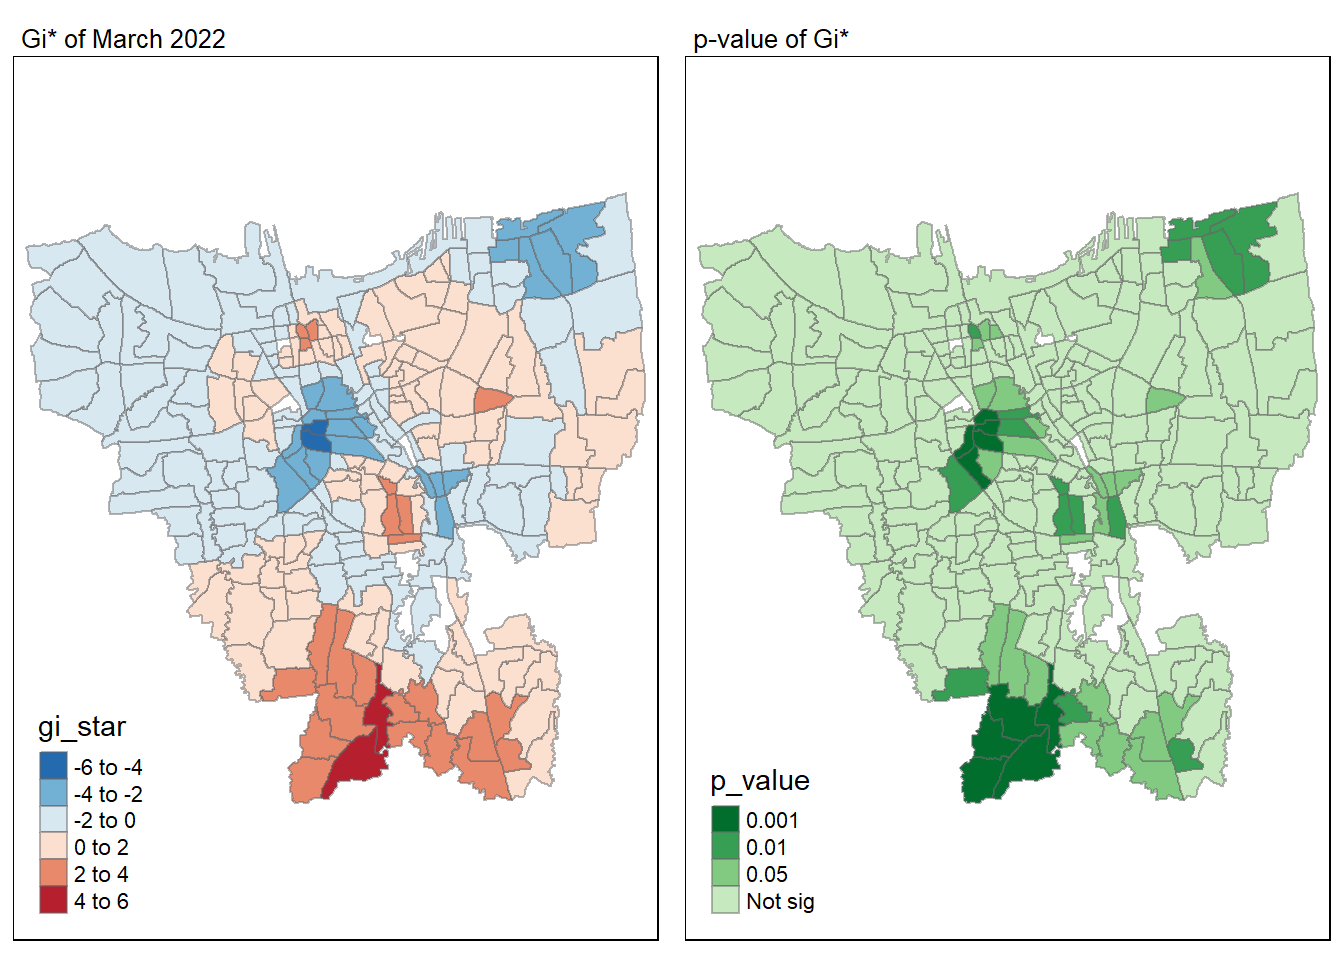 Gi* of March 2022
p-value of Gi*
gi_star
-6 to -4
-4 to -2
-2 to 0
0 to 2
2 to 4
4 to 6
p_value
0.001
0.01
0.05
Not sig